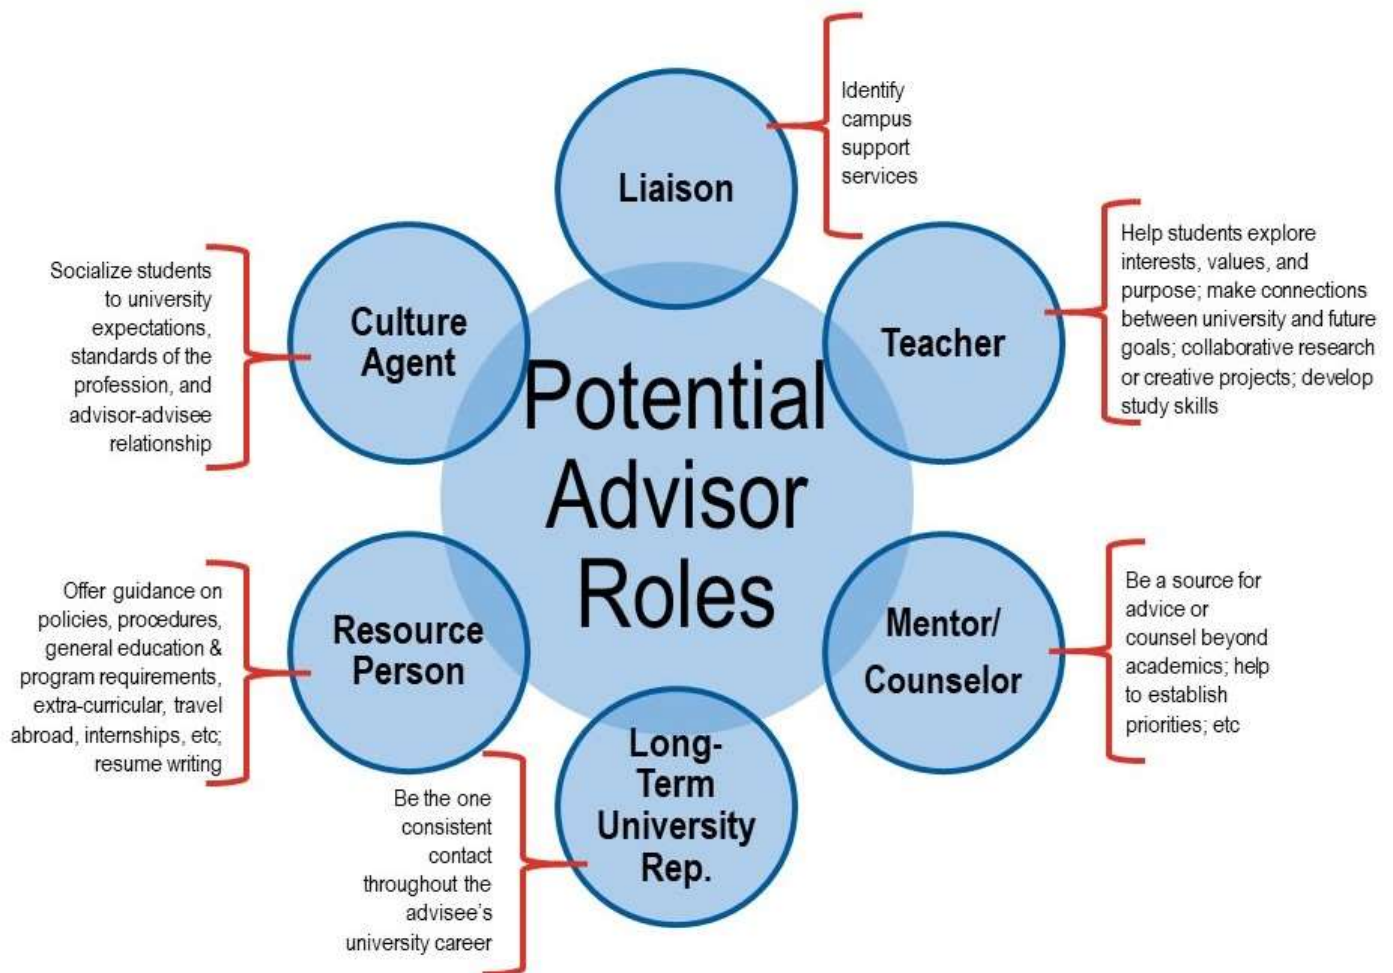 Liaison
Identify
campus
support
services
Teacher
Help students explore
interests, values, and
purpose; make connections
between university and future
goals; collaborative research
or creative projects; develop
study skills
Mentor/
Counselor
Be a source for
advice or
counsel beyond
academics; help
to establish
priorities; etc
Long-
Term
University
Rep.
Be the one
consistent
contact
throughout the
advisee's
university career
Resource
Person
Offer guidance on
policies, procedures,
general education &
program requirements,
extra-curricular, travel
abroad, internships, etc;
resume writing
Culture
Agent
Socialize students
to university
expectations,
standards of the
profession, and
advisor-advisee
relationship
Potential
Advisor
Roles